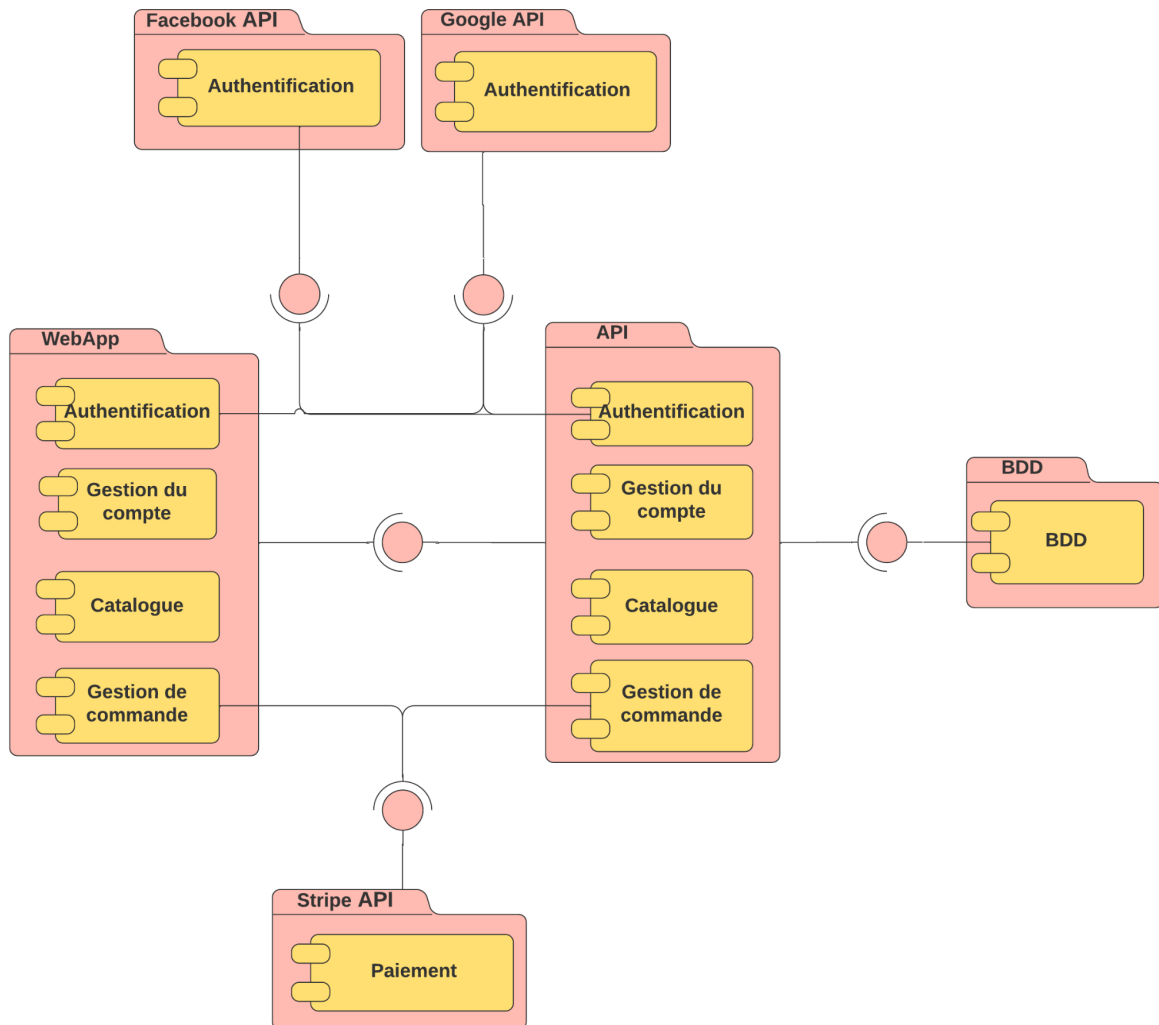 Facebook API
Authentification
Google API
Authentification
WebApp
Authentification
Gestion du
compte
Catalogue
Gestion de
commande
API
Authentification
Gestion du
compte
Catalogue
Gestion de
commande
BDD
BDD
Stripe API
Paiement